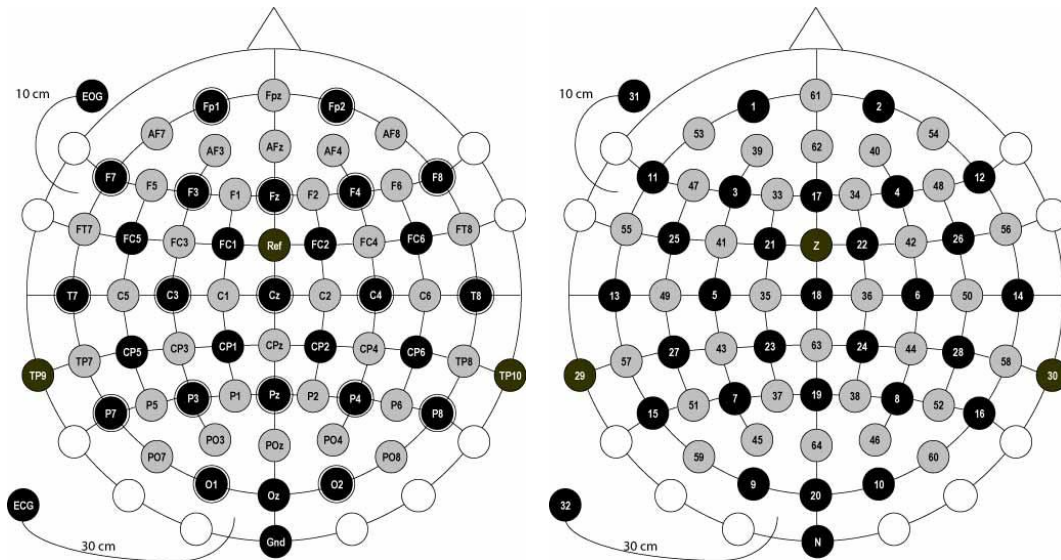 EOG
10 cm
Fp1 Fpz Fp2
AF7 AF8
AF3 AFz AF4
F7 F5 F3 F1 Fz F2 F4 F6 F8
FT7 FC5 FC3 FC1 Ref FC2 FC4 FC6 FT8
T7 C5 C3 C1 Cz C2 C4 C6 T8
TP9 TP7 CP5 CP3 CP1 CPz CP2 CP4 CP6 TP8 TP10
P7 P5 P3 P1 Pz P2 P4 P6 P8
PO3 POz PO4
PO7 PO8
O1 Oz O2
ECG
30 cm
Gnd
31
10 cm
1 61 2
53 54
39 62 40
11 47 3 33 17 34 4 48 12
55 25 41 21 Z 22 42 26 56
13 49 5 35 18 36 6 50 14
29 57 27 43 23 63 24 44 28 58 30
15 51 7 37 19 38 8 52 16
45 64 46
59 60
9 20 10
32
30 cm
N